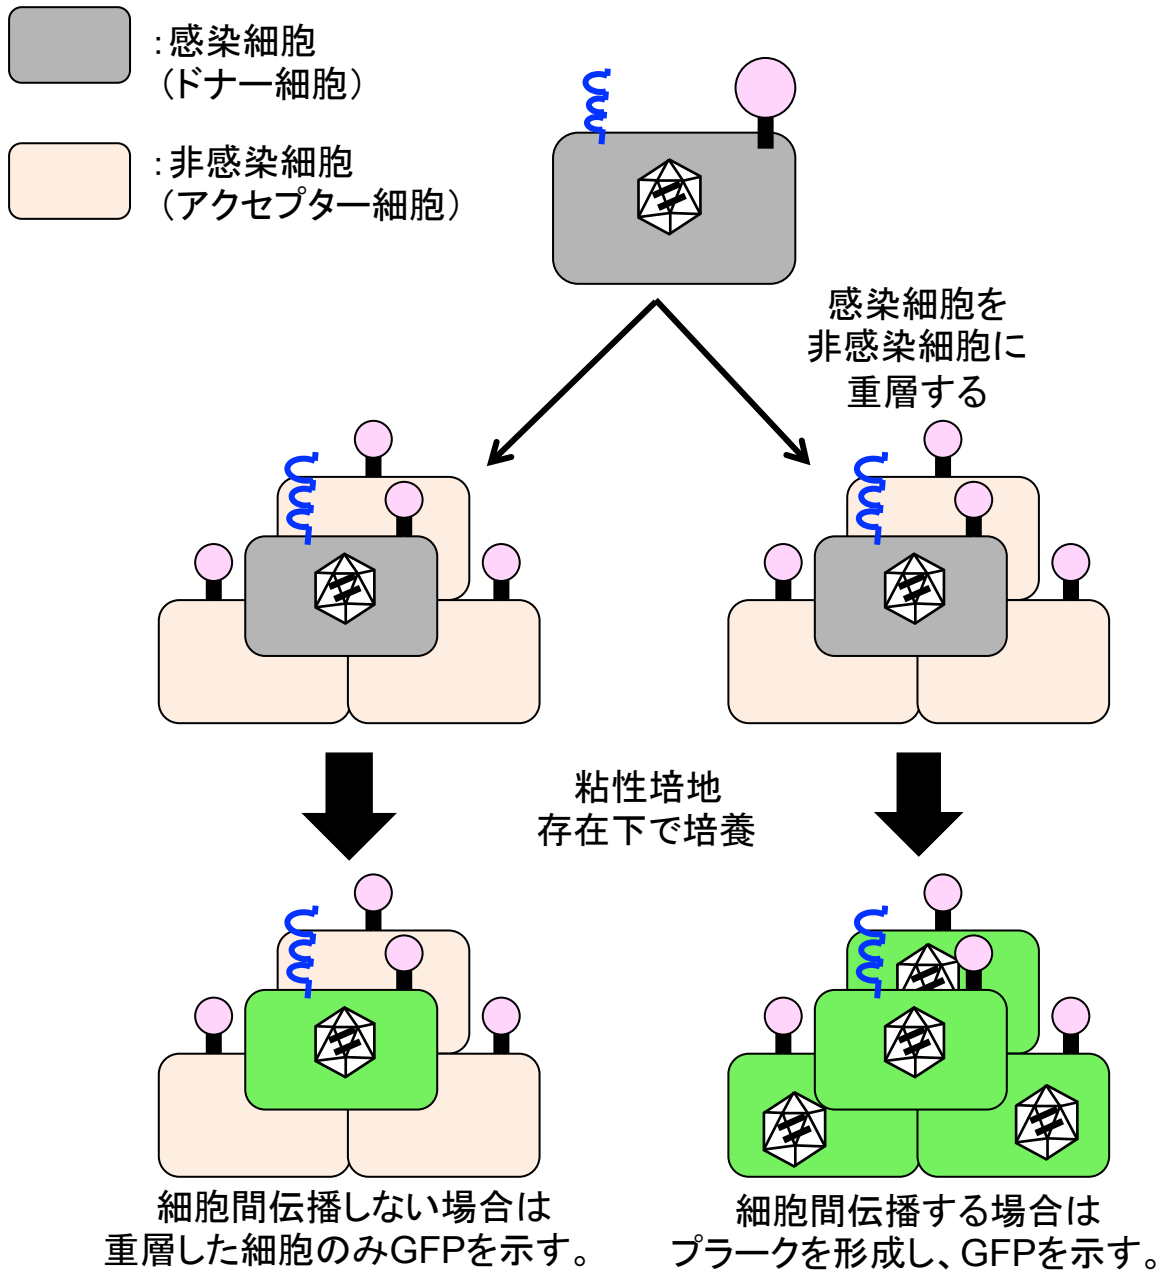 ：感染細胞
（ドナー細胞）
：非感染細胞
（アクセプター細胞）
感染細胞を
非感染細胞に
重層する
粘性培地
存在下で培養
細胞間伝播しない場合は
重層した細胞のみGFPを示す。
細胞間伝播する場合は
プラークを形成し、GFPを示す。